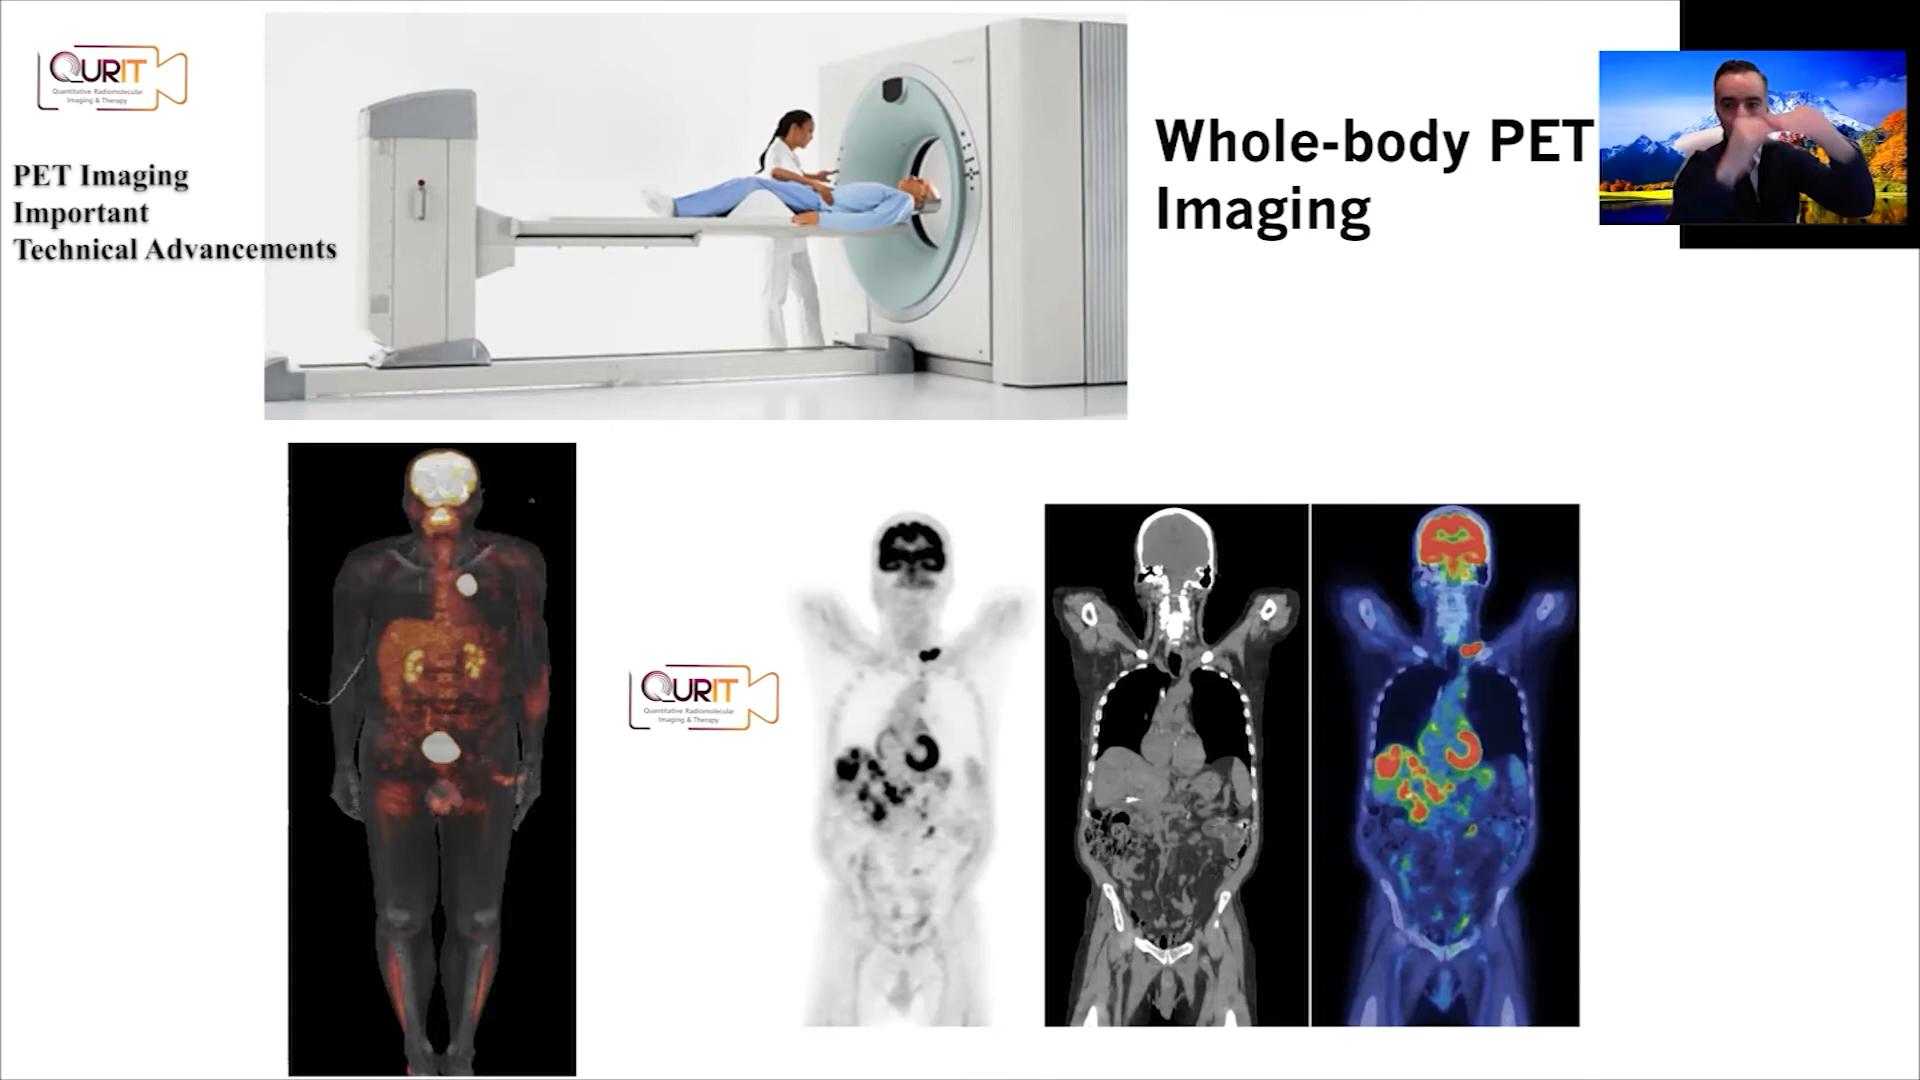 QURIT
Quantitative Radiomolecular
Imaging & Therapy
PET Imaging
Important
Technical Advancements
Whole-body PET
Imaging
QURIT
Quantitative Radiomolecular
Imaging & Therapy